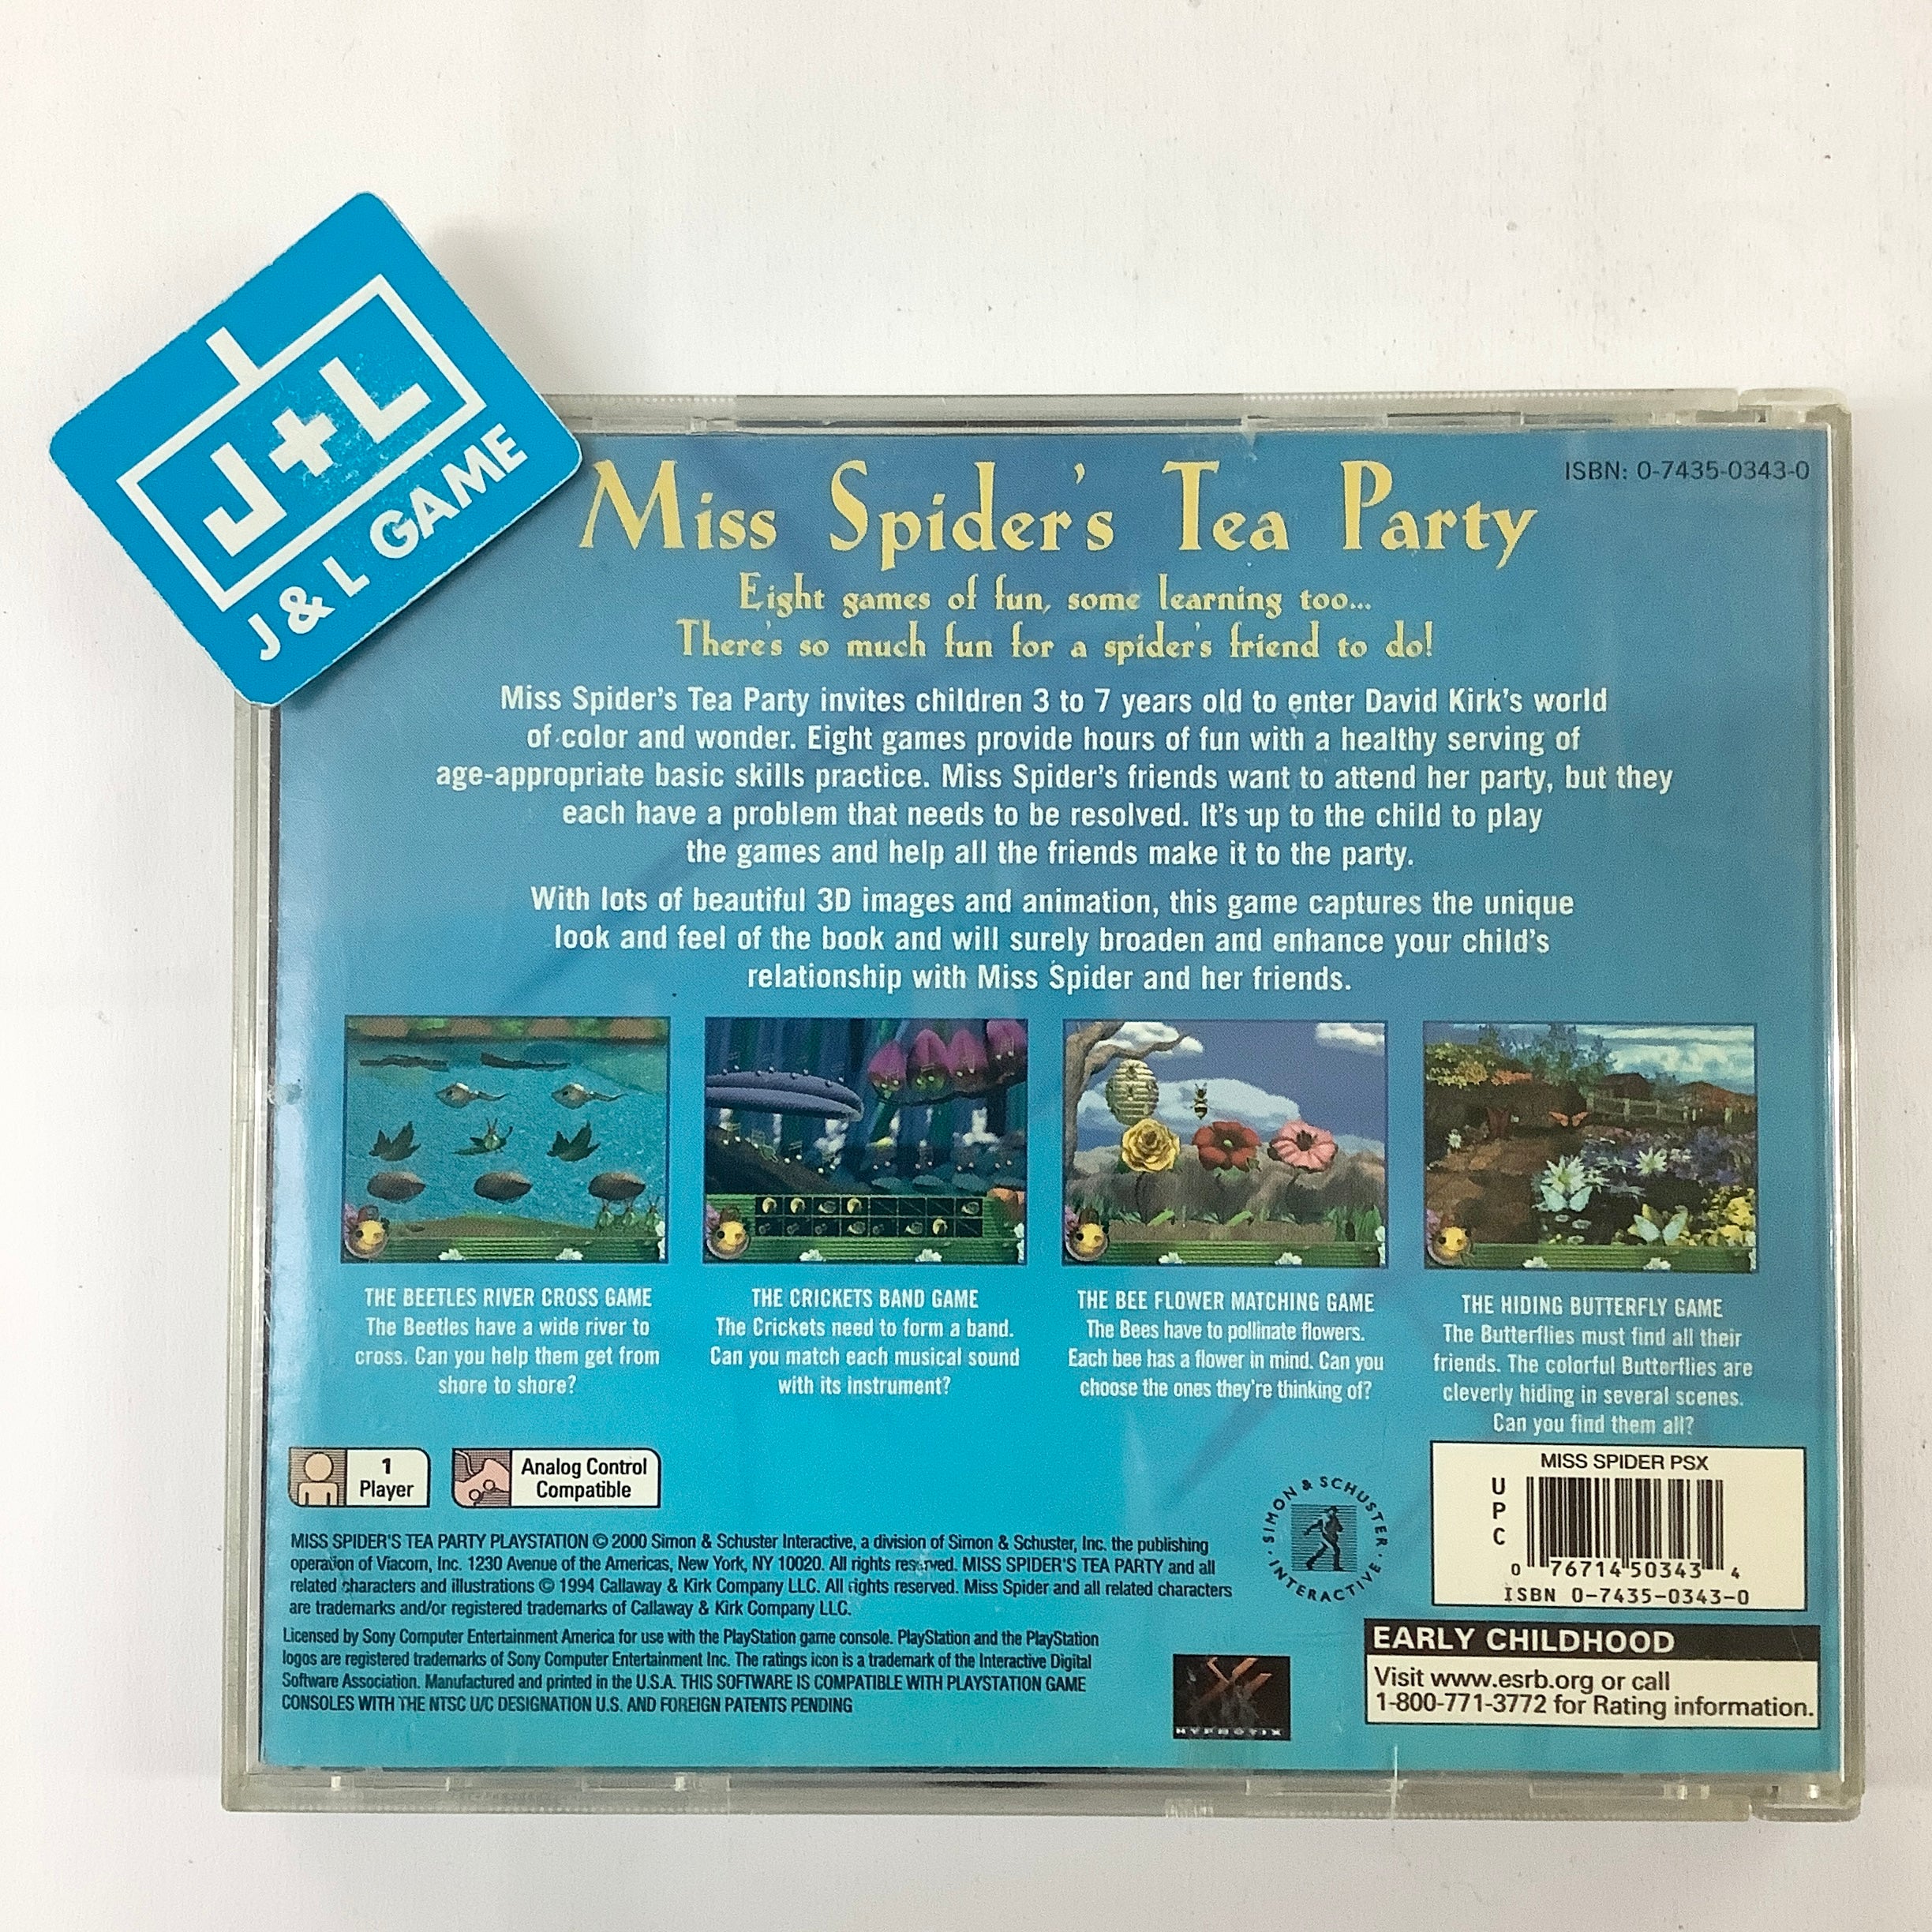 J+L
J & L GAME
Miss Spider's Tea Party
ISBN: 0-7435-0343-0
Eight games of fun, some learning too...
There's so much fun for a spider's friend to do!
Miss Spider's Tea Party invites children 3 to 7 years old to enter David Kirk's world
of color and wonder. Eight games provide hours of fun with a healthy serving of
age-appropriate basic skills practice. Miss Spider's friends want to attend her party, but they
each have a problem that needs to be resolved. It's up to the child to play
the games and help all the friends make it to the party.
With lots of beautiful 3D images and animation, this game captures the unique
look and feel of the book and will surely broaden and enhance your child's
relationship with Miss Spider and her friends.
THE BEETLES RIVER CROSS GAME
The Beetles have a wide river to
cross. Can you help them get from
shore to shore?
THE CRICKETS BAND GAME
The Crickets need to form a band.
Can you match each musical sound
with its instrument?
THE BEE FLOWER MATCHING GAME
The Bees have to pollinate flowers.
Each bee has a flower in mind. Can you
choose the ones they're thinking of?
THE HIDING BUTTERFLY GAME
The Butterflies must find all their
friends. The colorful Butterflies are
cleverly hiding in several scenes.
Can you find them all?
1
Player
Analog Control
Compatible
SIMON & SCHUSTER
· INTERACTIVE ·
MISS SPIDER PSX
UPC
0 76714 50343 4
ISBN 0-7435-0343-0
MISS SPIDER'S TEA PARTY PLAYSTATION © 2000 Simon & Schuster Interactive, a division of Simon & Schuster, Inc. the publishing
operation of Viacom, Inc. 1230 Avenue of the Americas, New York, NY 10020. All rights reserved. MISS SPIDER'S TEA PARTY and all
related characters and illustrations © 1994 Callaway & Kirk Company LLC. All rights reserved. Miss Spider and all related characters
are trademarks and/or registered trademarks of Callaway & Kirk Company LLC.
Licensed by Sony Computer Entertainment America for use with the PlayStation game console. PlayStation and the PlayStation
logos are registered trademarks of Sony Computer Entertainment Inc. The ratings icon is a trademark of the Interactive Digital
Software Association. Manufactured and printed in the U.S.A. THIS SOFTWARE IS COMPATIBLE WITH PLAYSTATION GAME
CONSOLES WITH THE NTSC U/C DESIGNATION U.S. AND FOREIGN PATENTS PENDING
HYPNOTIX
EARLY CHILDHOOD
Visit www.esrb.org or call
1-800-771-3772 for Rating information.